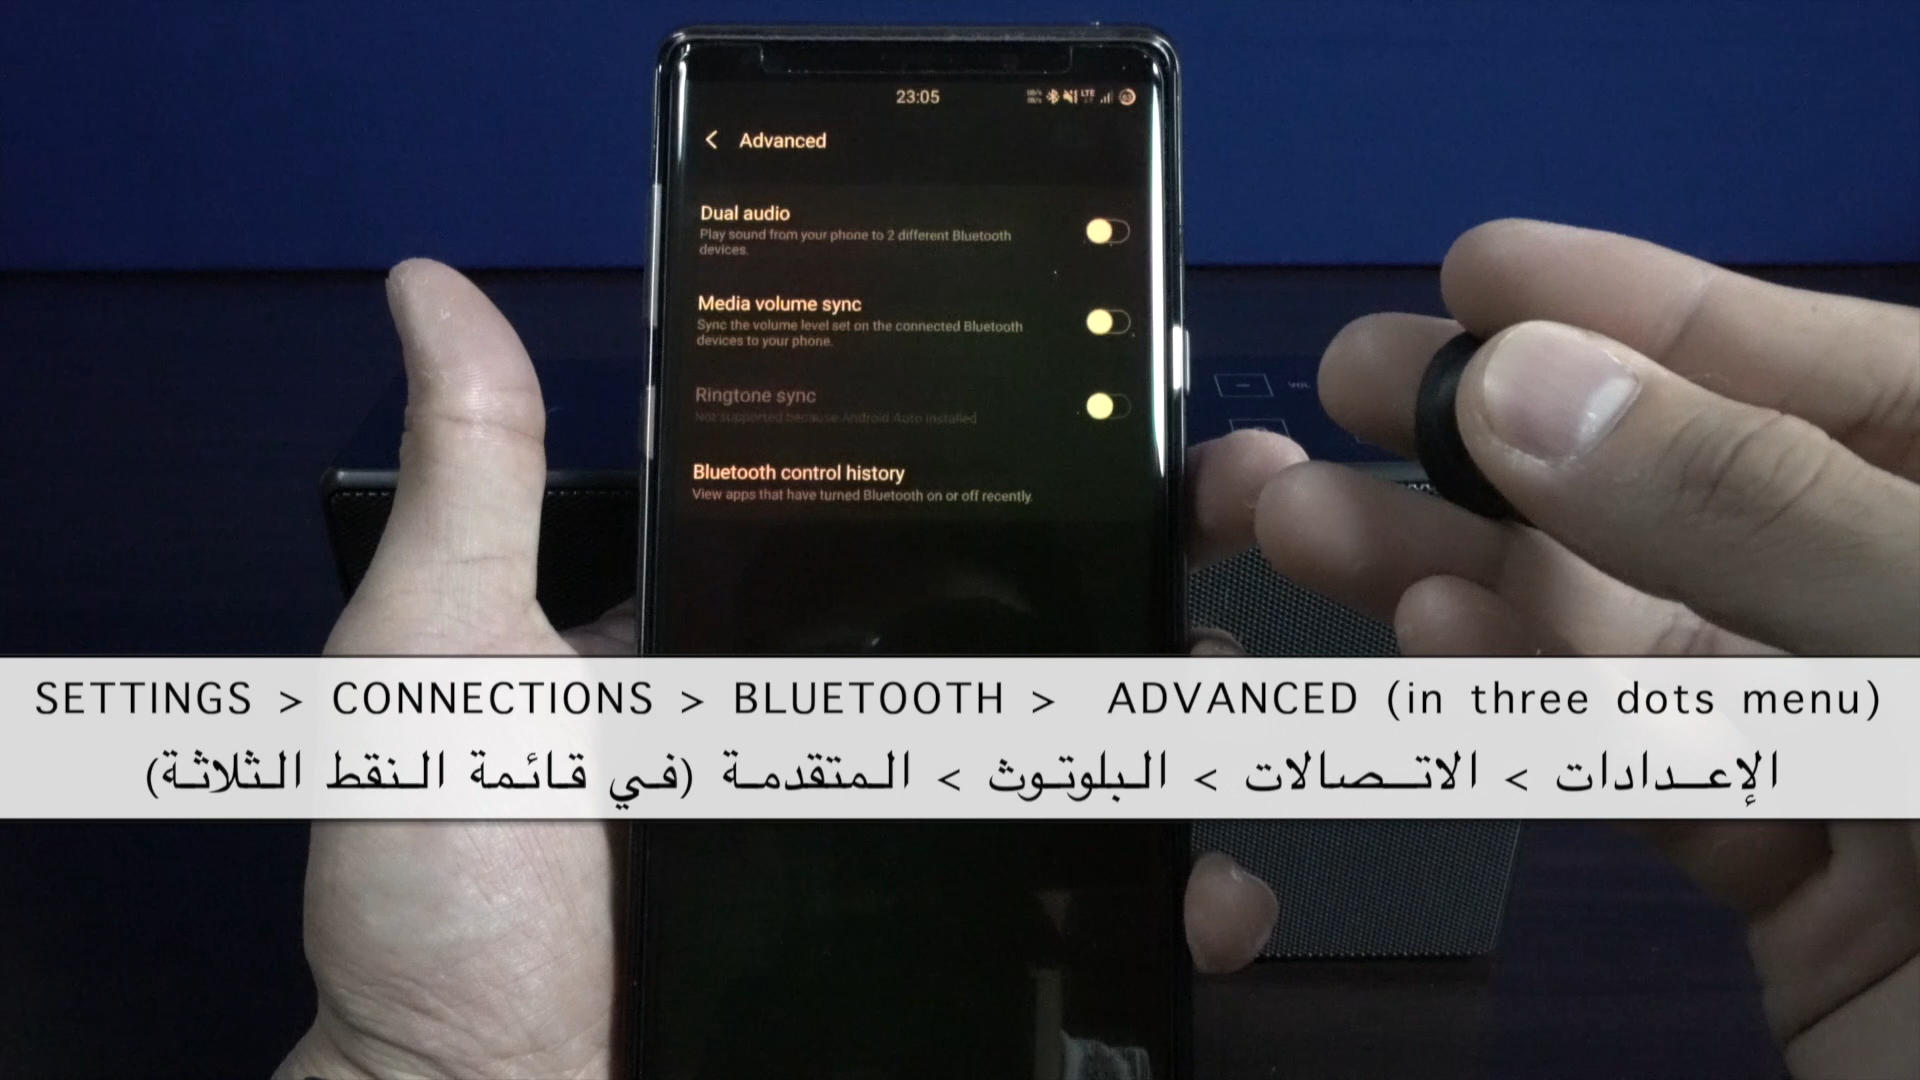 23:05
LTE
Advanced
Dual audio
Play sound from your phone to 2 different Bluetooth
devices.
Media volume sync
Sync the volume level set on the connected Bluetooth
devices to your phone.
Ringtone sync
Not supported because Android Auto installed
Bluetooth control history
View apps that have turned Bluetooth on or off recently.
VOL
SETTINGS > CONNECTIONS > BLUETOOTH > ADVANCED (in three dots menu)
الإعدادات > الاتصالات > البلوتوث > المتقدمة (في قائمة النقط الثلاثة)